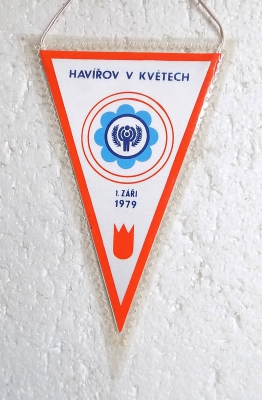 HAVÍŘOV V KVĚTECH
1. ZÁŘÍ
1979